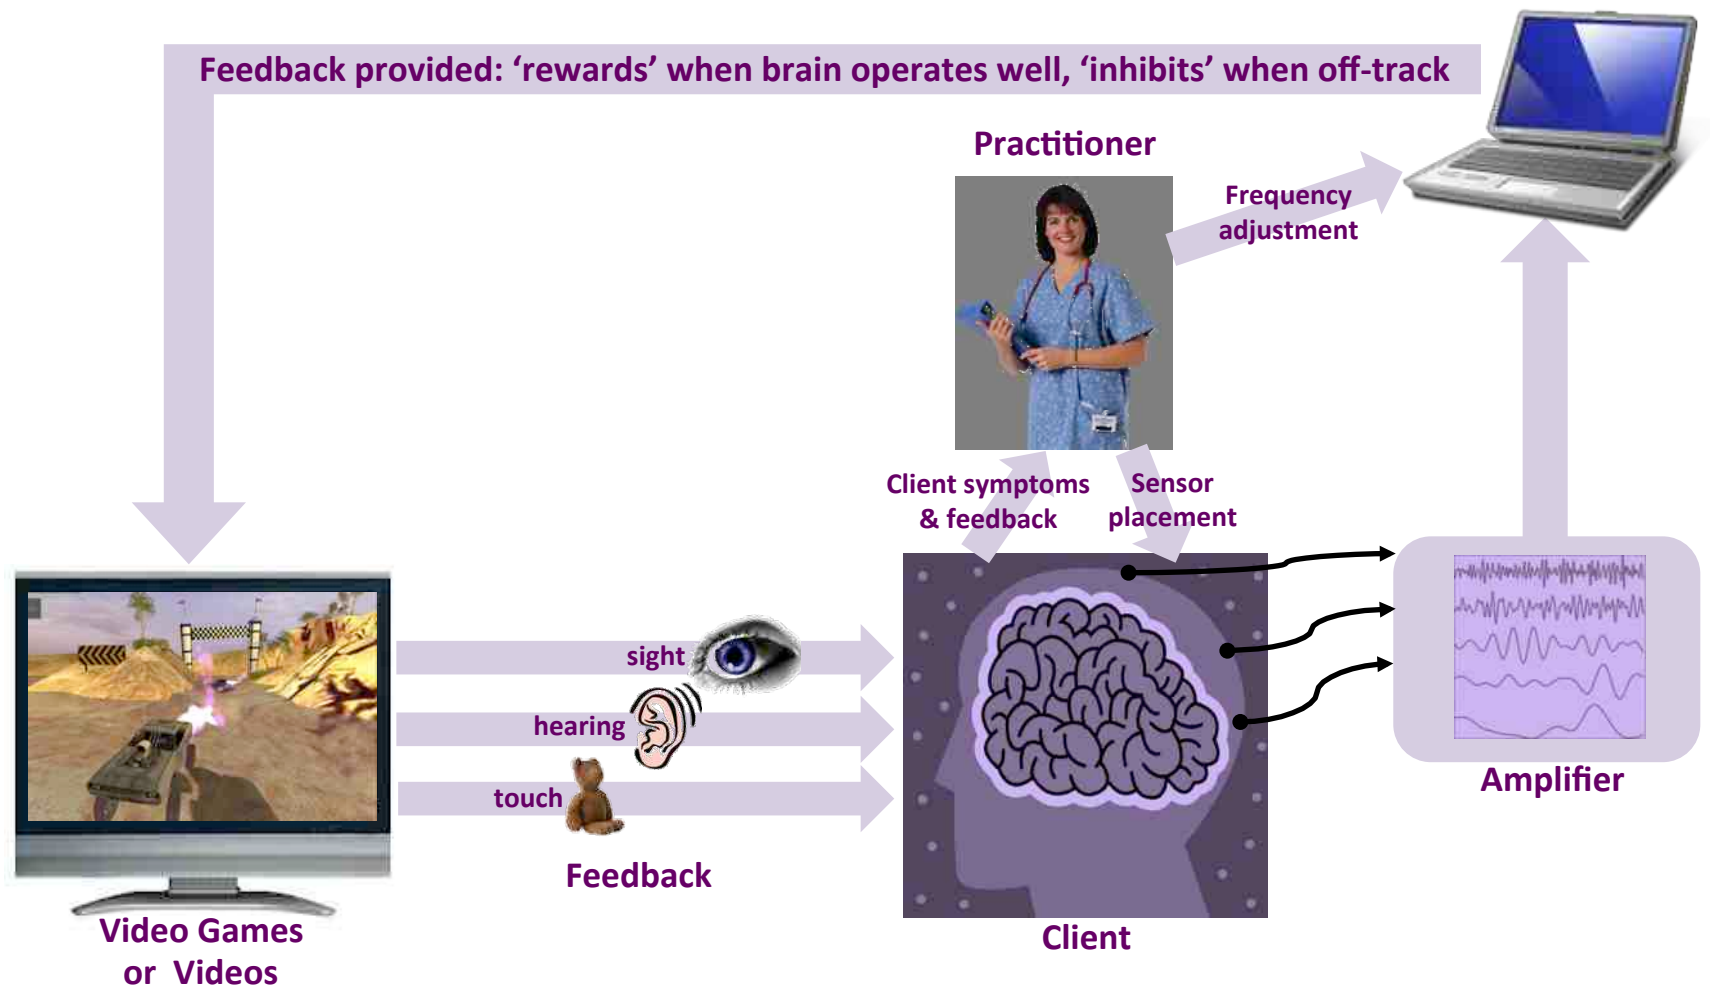 Feedback provided: ‘rewards’ when brain operates well, ‘inhibits’ when off-track
Practitioner
Frequency
adjustment
Client symptoms
& feedback
Sensor
placement
sight
hearing
touch
Feedback
Amplifier
Video Games
or Videos
Client